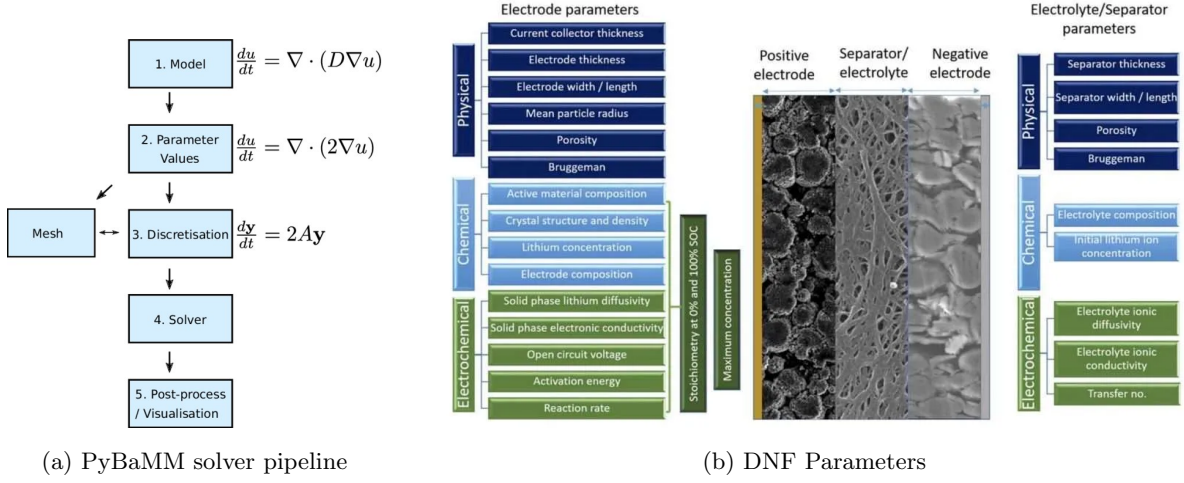 1. Model
du/dt = ∇ · (D∇u)
2. Parameter
Values
du/dt = ∇ · (2∇u)
Mesh
3. Discretisation
dy/dt = 2Ay
4. Solver
5. Post-process
/ Visualisation
(a) PyBaMM solver pipeline
Electrode parameters
Physical
Current collector thickness
Electrode thickness
Electrode width / length
Mean particle radius
Porosity
Bruggeman
Chemical
Active material composition
Crystal structure and density
Lithium concentration
Electrode composition
Electrochemical
Solid phase lithium diffusivity
Solid phase electronic conductivity
Open circuit voltage
Activation energy
Reaction rate
Stoichiometry at 0% and 100% SOC
Maximum concentration
Positive
electrode
Separator/
electrolyte
Negative
electrode
Electrolyte/Separator
parameters
Physical
Separator thickness
Separator width / length
Porosity
Bruggeman
Chemical
Electrolyte composition
Initial lithium ion
concentration
Electrochemical
Electrolyte ionic
diffusivity
Electrolyte ionic
conductivity
Transfer no.
(b) DNF Parameters